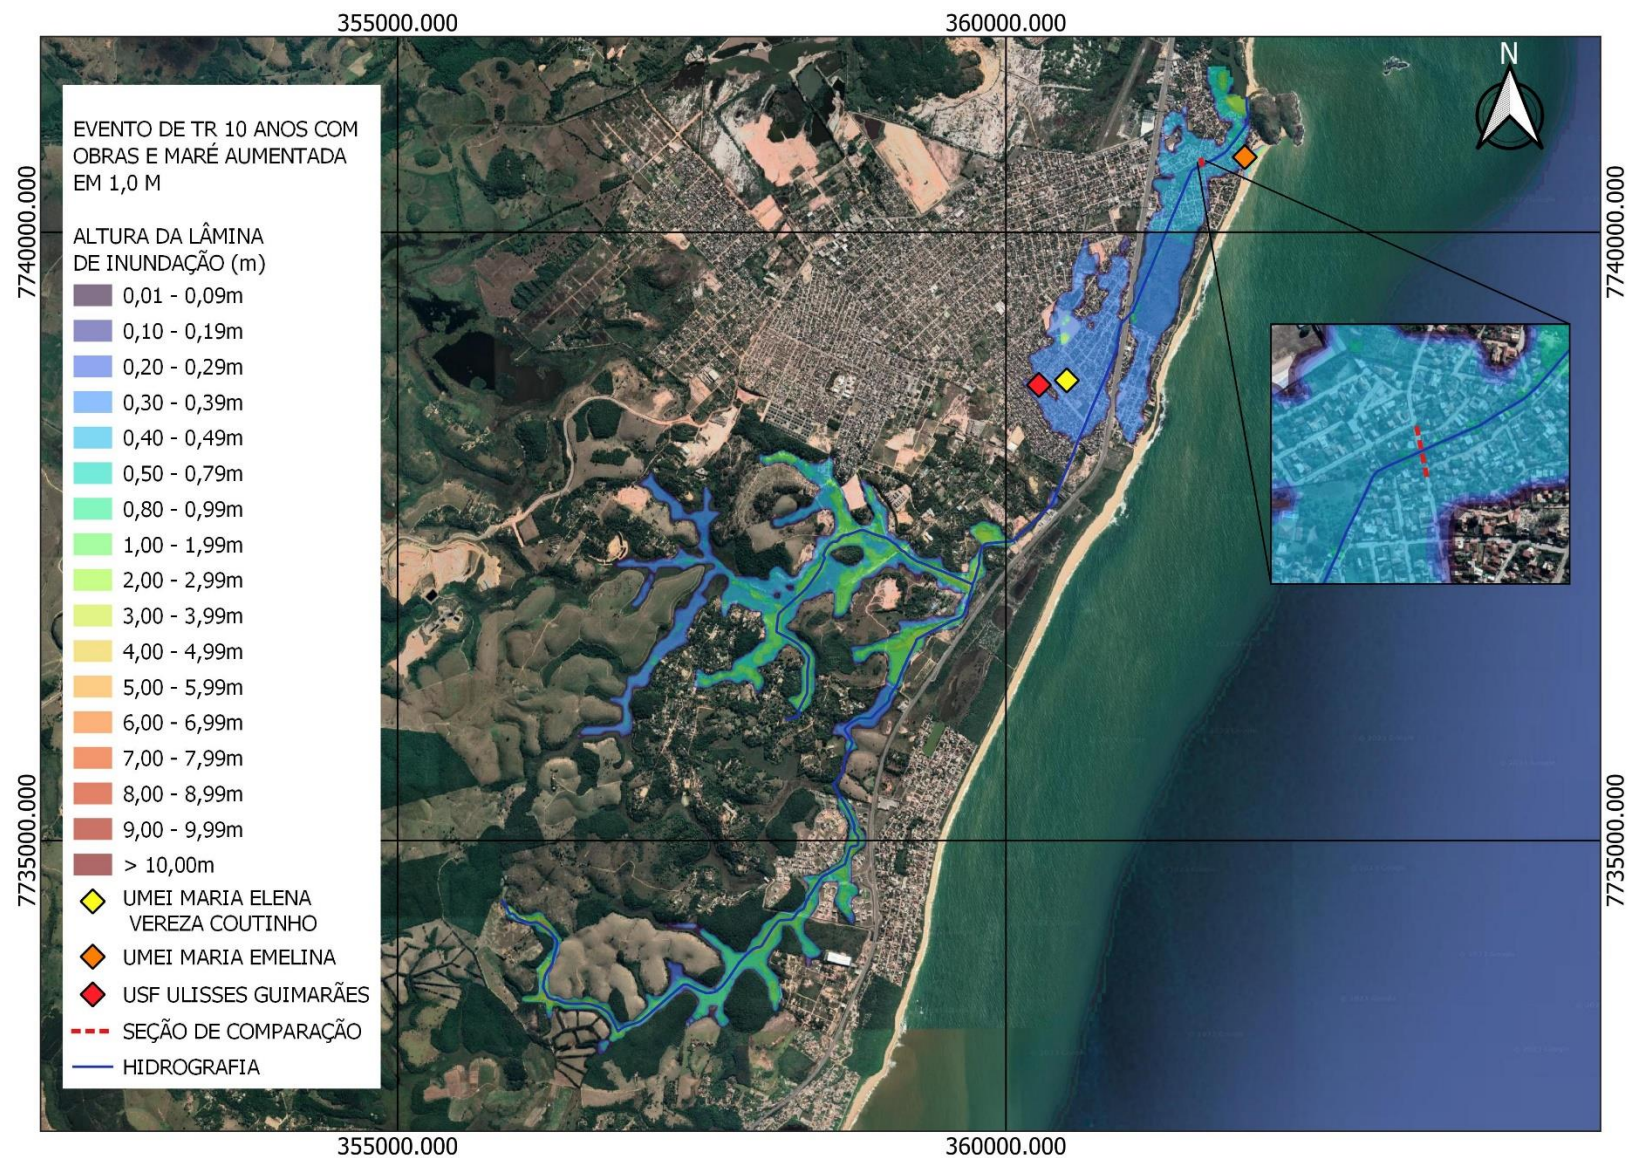 355000.000
360000.000
N
EVENTO DE TR 10 ANOS COM
OBRAS E MARÉ AUMENTADA
EM 1,0 M
7740000.000
7740000.000
ALTURA DA LÂMINA
DE INUNDAÇÃO (m)
0,01 - 0,09m
0,10 - 0,19m
0,20 - 0,29m
0,30 - 0,39m
0,40 - 0,49m
0,50 - 0,79m
0,80 - 0,99m
1,00 - 1,99m
2,00 - 2,99m
3,00 - 3,99m
4,00 - 4,99m
5,00 - 5,99m
6,00 - 6,99m
7,00 - 7,99m
8,00 - 8,99m
9,00 - 9,99m
> 10,00m
7735000.000
7735000.000
UMEI MARIA ELENA
VEREZA COUTINHO
UMEI MARIA EMELINA
USF ULISSES GUIMARÃES
SEÇÃO DE COMPARAÇÃO
HIDROGRAFIA
355000.000
360000.000